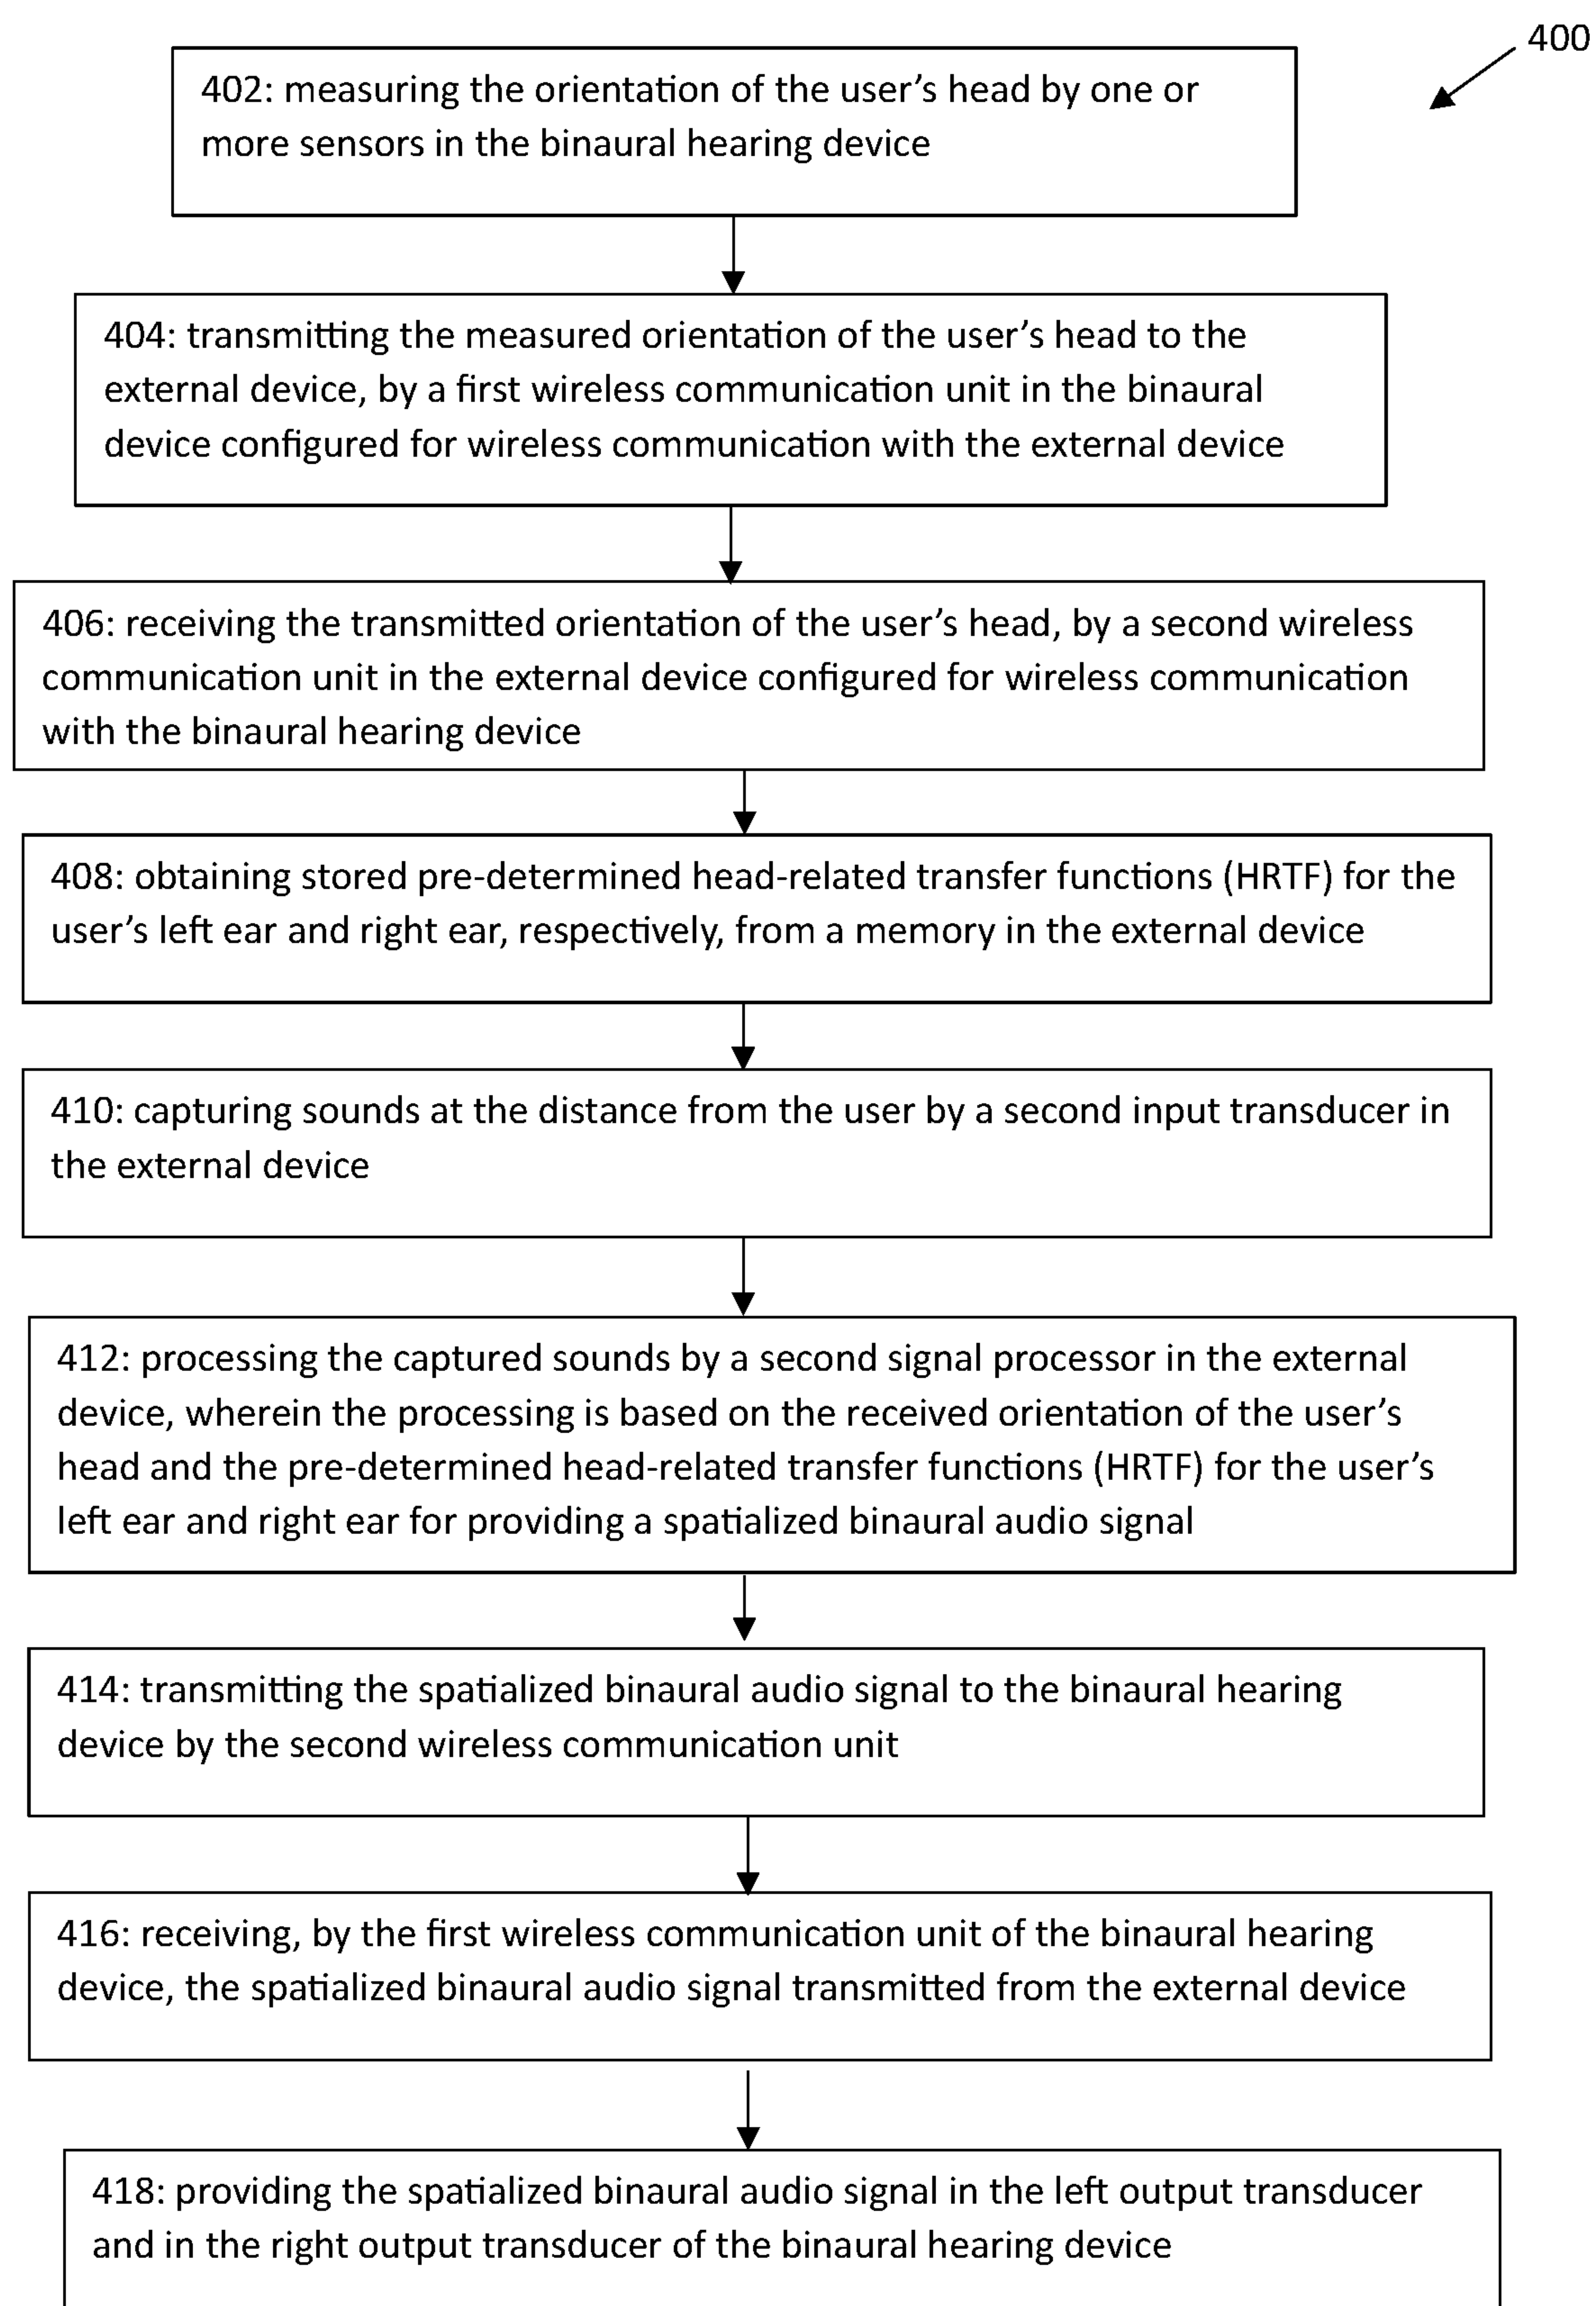 400
402: measuring the orientation of the user’s head by one or
more sensors in the binaural hearing device
404: transmitting the measured orientation of the user’s head to the
external device, by a first wireless communication unit in the binaural
device configured for wireless communication with the external device
406: receiving the transmitted orientation of the user’s head, by a second wireless
communication unit in the external device configured for wireless communication
with the binaural hearing device
408: obtaining stored pre-determined head-related transfer functions (HRTF) for the
user’s left ear and right ear, respectively, from a memory in the external device
410: capturing sounds at the distance from the user by a second input transducer in
the external device
412: processing the captured sounds by a second signal processor in the external
device, wherein the processing is based on the received orientation of the user’s
head and the pre-determined head-related transfer functions (HRTF) for the user’s
left ear and right ear for providing a spatialized binaural audio signal
414: transmitting the spatialized binaural audio signal to the binaural hearing
device by the second wireless communication unit
416: receiving, by the first wireless communication unit of the binaural hearing
device, the spatialized binaural audio signal transmitted from the external device
418: providing the spatialized binaural audio signal in the left output transducer
and in the right output transducer of the binaural hearing device